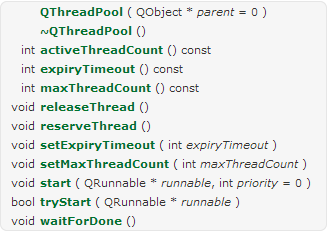 QThreadPool ( QObject * parent = 0 )
~QThreadPool ()
int activeThreadCount () const
int expiryTimeout () const
int maxThreadCount () const
void releaseThread ()
void reserveThread ()
void setExpiryTimeout ( int expiryTimeout )
void setMaxThreadCount ( int maxThreadCount )
void start ( QRunnable * runnable, int priority = 0 )
bool tryStart ( QRunnable * runnable )
void waitForDone ()